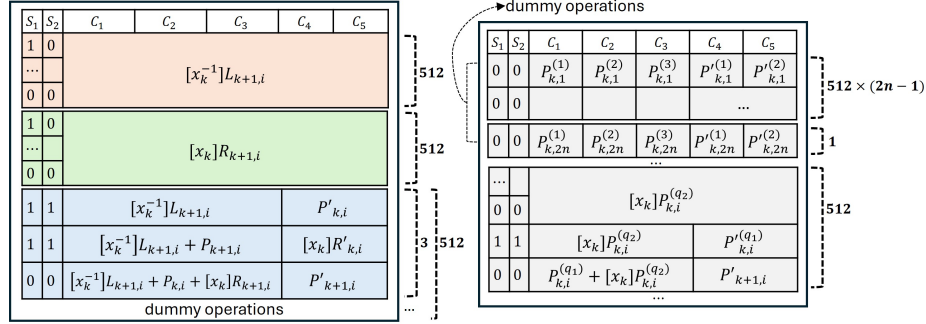 dummy operations
S₁ S₂ C₁ C₂ C₃ C₄ C₅
1 0
... [x_k^{-1}]L_{k+1,i} 512
0 0
1 0
... [x_k]R_{k+1,i} 512
0 0
1 1 [x_k^{-1}]L_{k+1,i} P'_{k,i}
1 1 [x_k^{-1}]L_{k+1,i} + P_{k+1,i} [x_k]R'_{k,i} 3 512
0 0 [x_k^{-1}]L_{k+1,i} + P_{k,i} + [x_k]R_{k+1,i} P'_{k+1,i}
dummy operations ...
S₁ S₂ C₁ C₂ C₃ C₄ C₅
0 0 P_{k,1}^{(1)} P_{k,1}^{(2)} P_{k,1}^{(3)} P'_{k,1}^{(1)} P'_{k,1}^{(2)}
512 × (2n − 1)
0 0 ...
0 0 P_{k,2n}^{(1)} P_{k,2n}^{(2)} P_{k,2n}^{(3)} P'_{k,2n}^{(1)} P'_{k,2n}^{(2)} 1
...
...
[x_k]P_{k,i}^{(q₂)}
0 0
512
1 1 [x_k]P_{k,i}^{(q₂)} P'_{k,i}^{(q₁)}
0 0 P_{k,i}^{(q₁)} + [x_k]P_{k,i}^{(q₂)} P'_{k+1,i}
...